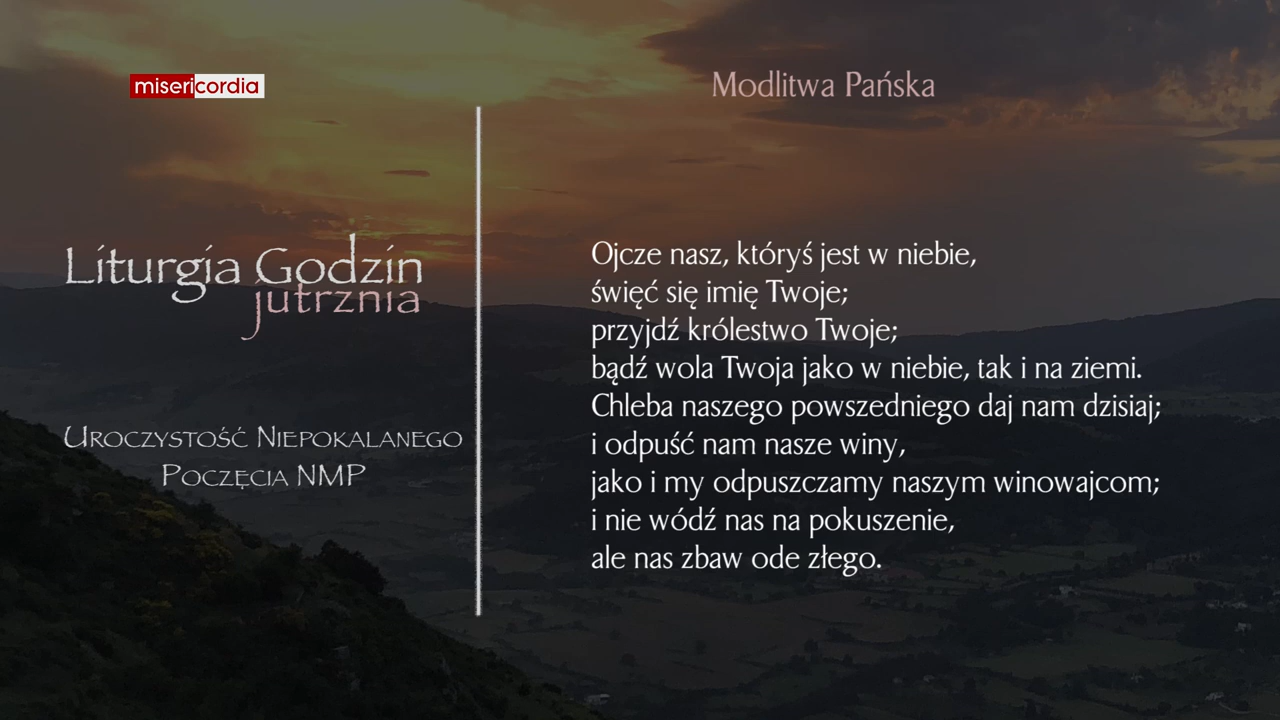 misericordia
Liturgia Godzin
jutrznia
Uroczystość Niepokalanego
Poczęcia NMP
Modlitwa Pańska
Ojcze nasz, któryś jest w niebie,
święć się imię Twoje;
przyjdź królestwo Twoje;
bądź wola Twoja jako w niebie, tak i na ziemi.
Chleba naszego powszedniego daj nam dzisiaj;
i odpuść nam nasze winy,
jako i my odpuszczamy naszym winowajcom;
i nie wódź nas na pokuszenie,
ale nas zbaw ode złego.